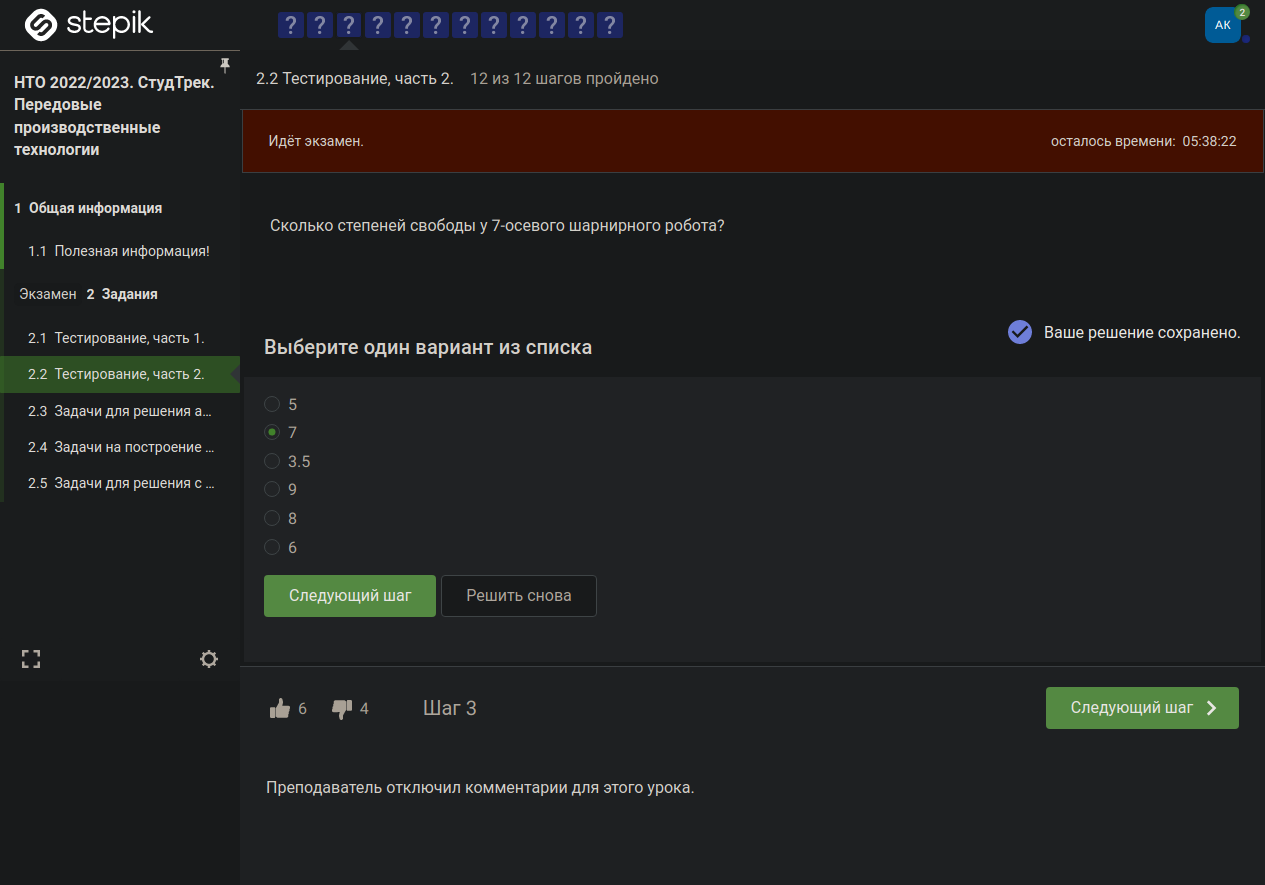 stepik
? ? ? ? ? ? ? ? ? ? ? ?
АК
2
НТО 2022/2023. СтудТрек.
Передовые
производственные
технологии
1 Общая информация
1.1 Полезная информация!
Экзамен 2 Задания
2.1 Тестирование, часть 1.
2.2 Тестирование, часть 2.
2.3 Задачи для решения а...
2.4 Задачи на построение ...
2.5 Задачи для решения с ...
2.2 Тестирование, часть 2. 12 из 12 шагов пройдено
Идёт экзамен. осталось времени: 05:38:22
Сколько степеней свободы у 7-осевого шарнирного робота?
Ваше решение сохранено.
Выберите один вариант из списка
5
7
3.5
9
8
6
Следующий шаг Решить снова
6 4 Шаг 3 Следующий шаг
Преподаватель отключил комментарии для этого урока.